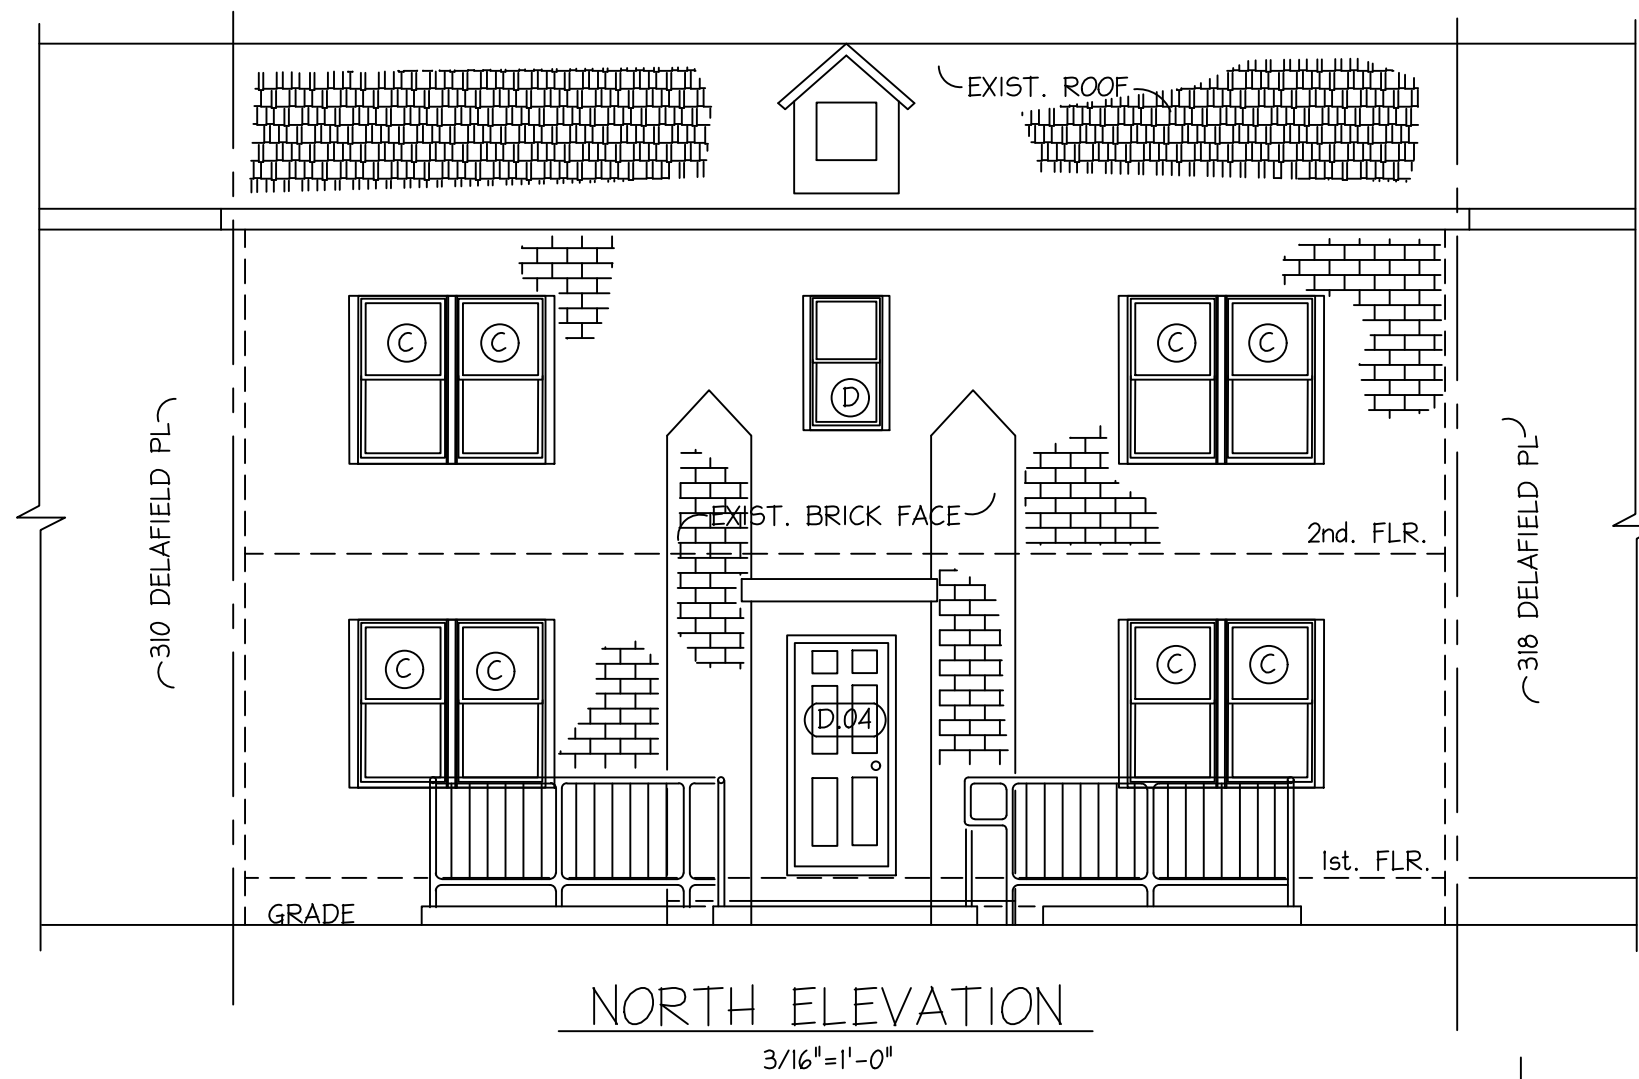 EXIST. ROOF
C
C
D
C
C
310 DELAFIELD PL
318 DELAFIELD PL
EXIST. BRICK FACE
2nd. FLR.
C
C
D.04
C
C
1st. FLR.
GRADE
NORTH ELEVATION
3/16"=1'-0"